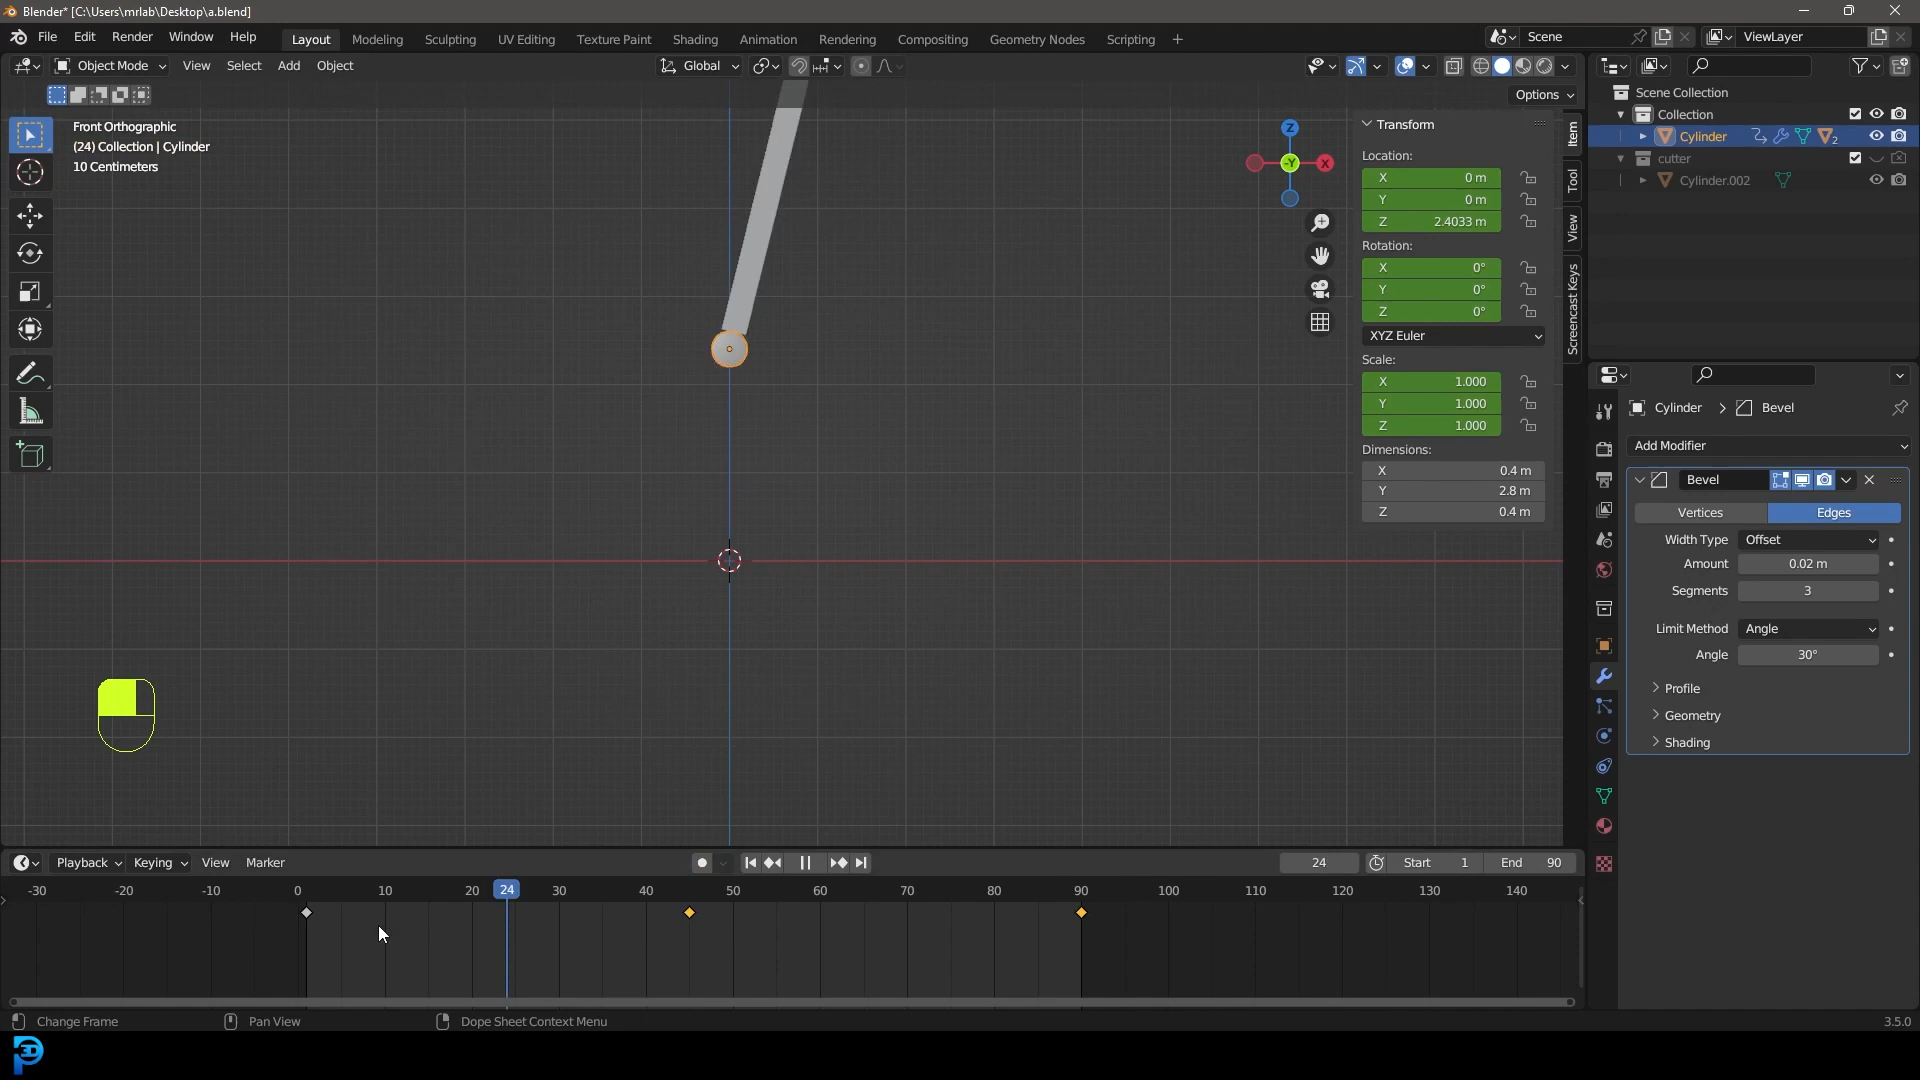 Blender* [C:\Users\mrlab\Desktop\a.blend]
File Edit Render Window Help Layout Modeling Sculpting UV Editing Texture Paint Shading Animation Rendering Compositing Geometry Nodes Scripting + Scene ViewLayer
Object Mode View Select Add Object Global
Options
Front Orthographic
(24) Collection | Cylinder
10 Centimeters
Z
-Y
X
Transform
Location:
X 0 m
Y 0 m
Z 2.4033 m
Rotation:
X 0°
Y 0°
Z 0°
XYZ Euler
Scale:
X 1.000
Y 1.000
Z 1.000
Dimensions:
X 0.4 m
Y 2.8 m
Z 0.4 m
Item
Tool
View
Screencast Keys
Scene Collection
Collection
Cylinder 2
cutter
Cylinder.002
Cylinder > Bevel
Add Modifier
Bevel
Vertices Edges
Width Type Offset
Amount 0.02 m
Segments 3
Limit Method Angle
Angle 30°
Profile
Geometry
Shading
Playback Keying View Marker 24 Start 1 End 90
-30 -20 -10 0 10 20 24 30 40 50 60 70 80 90 100 110 120 130 140
Change Frame Pan View Dope Sheet Context Menu 3.5.0